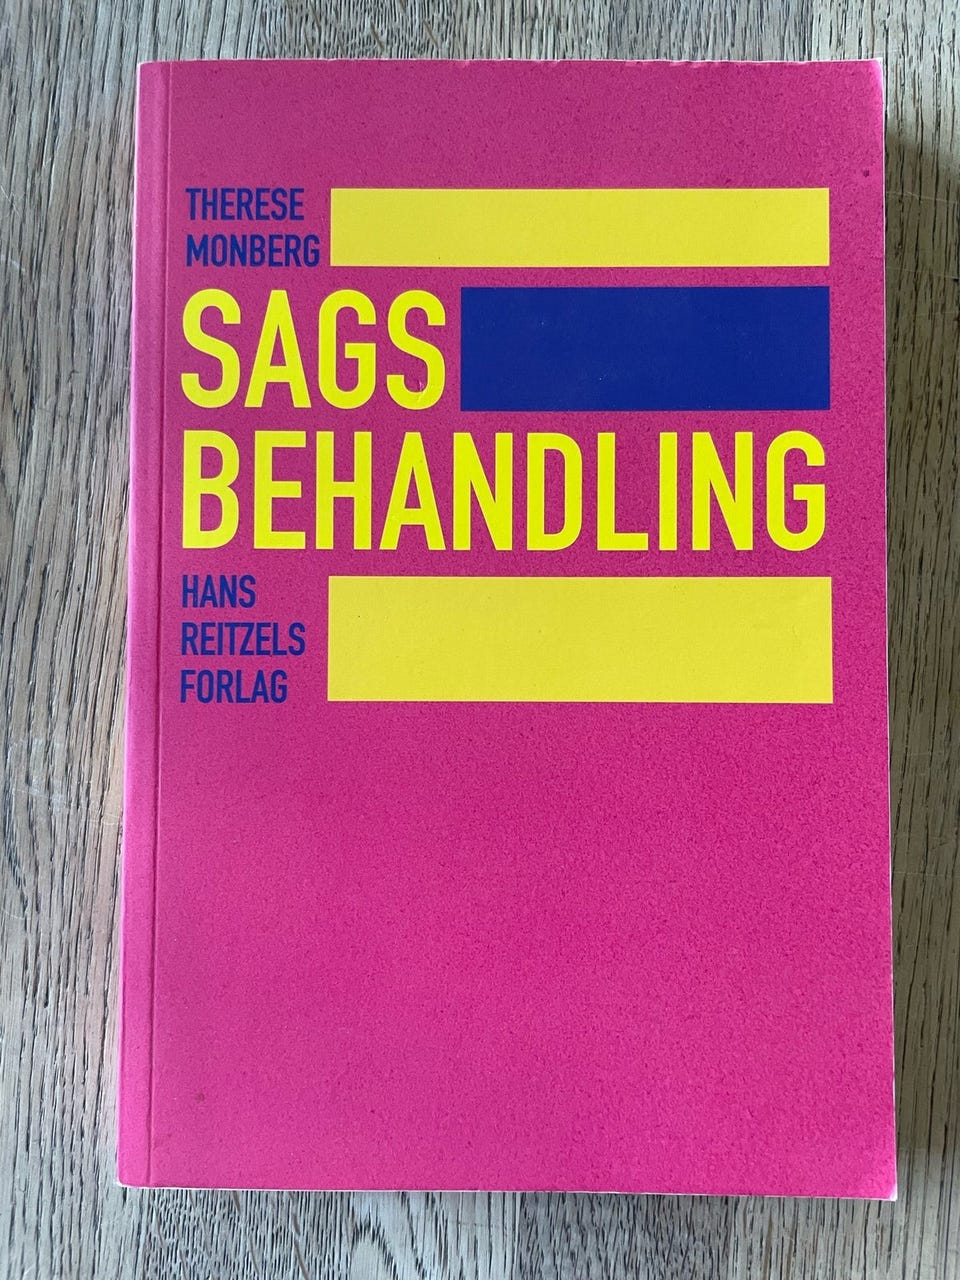 THERESE
MONBERG
SAGS
BEHANDLING
HANS
REITZELS
FORLAG